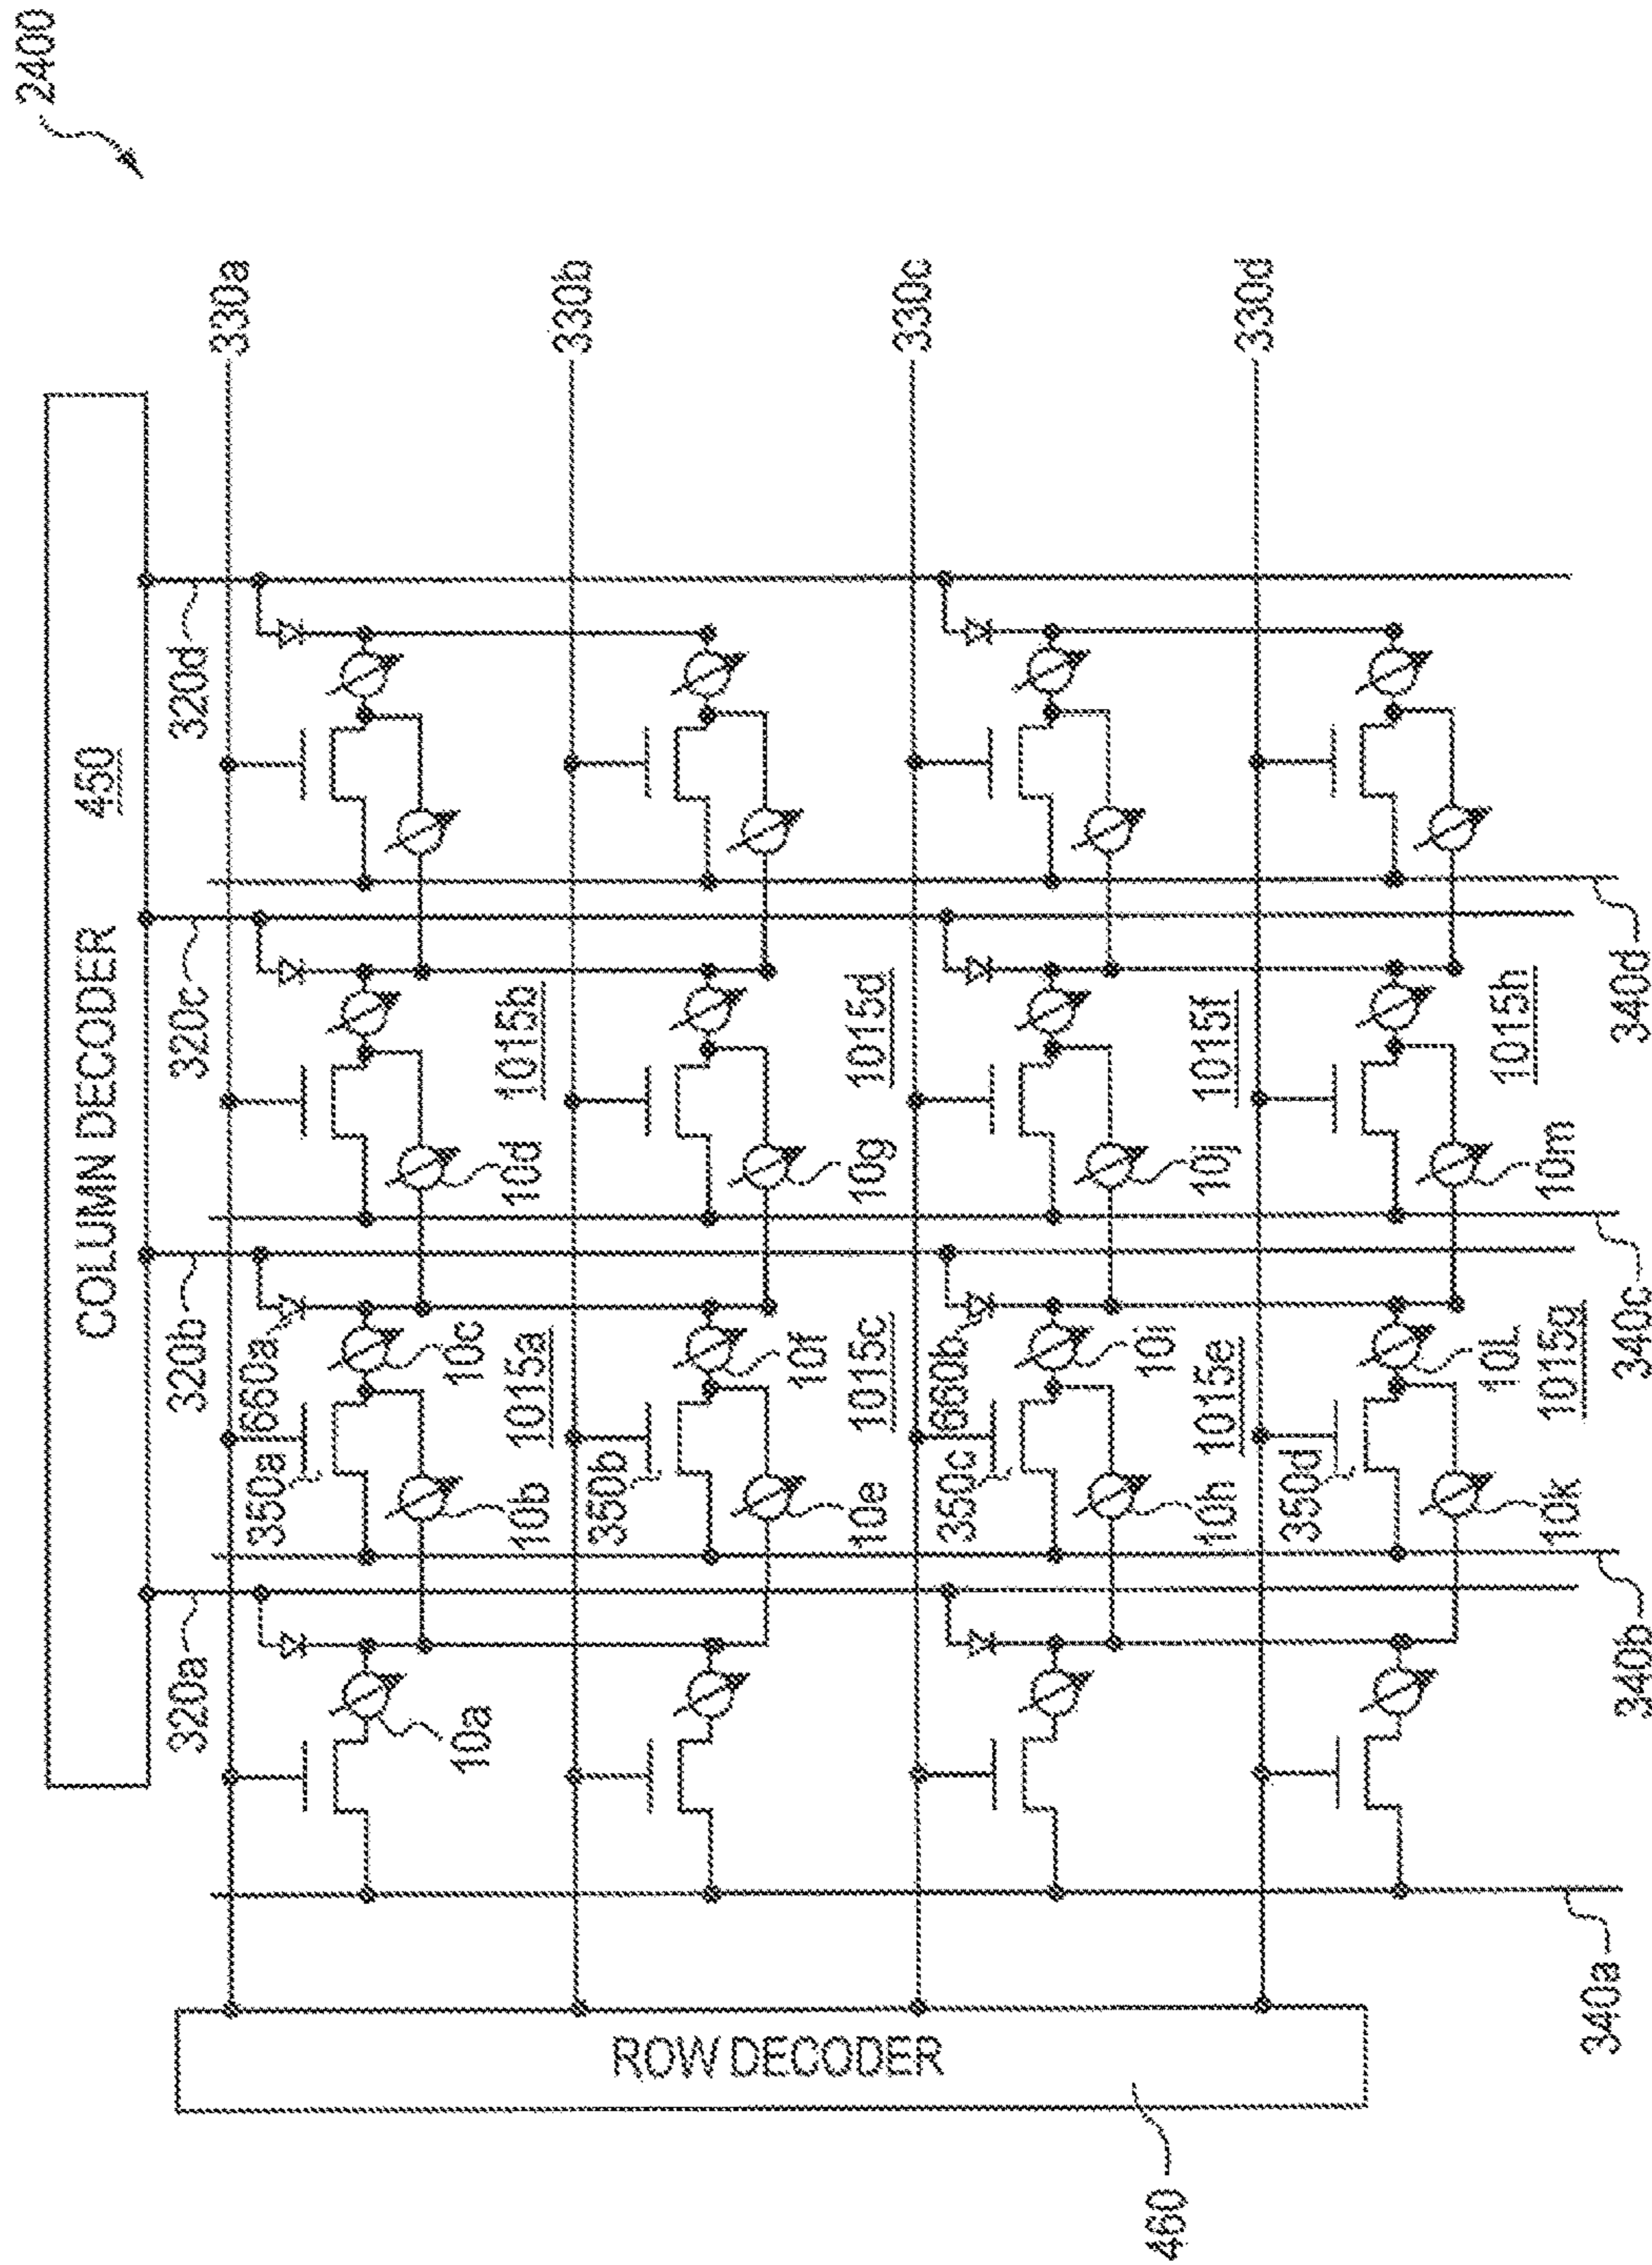 2400
COLUMN DECODER 450
320a
320b
320c
320d
330a
330b
330c
330d
660a
350a
10a
10b
10c
10d
1015a
1015b
350b
10e
10f
10g
1015c
1015d
660b
350c
10h
10i
10j
1015e
1015f
350d
10k
10L
10m
1015g
1015h
340a
340b
340c
340d
ROW DECODER
460